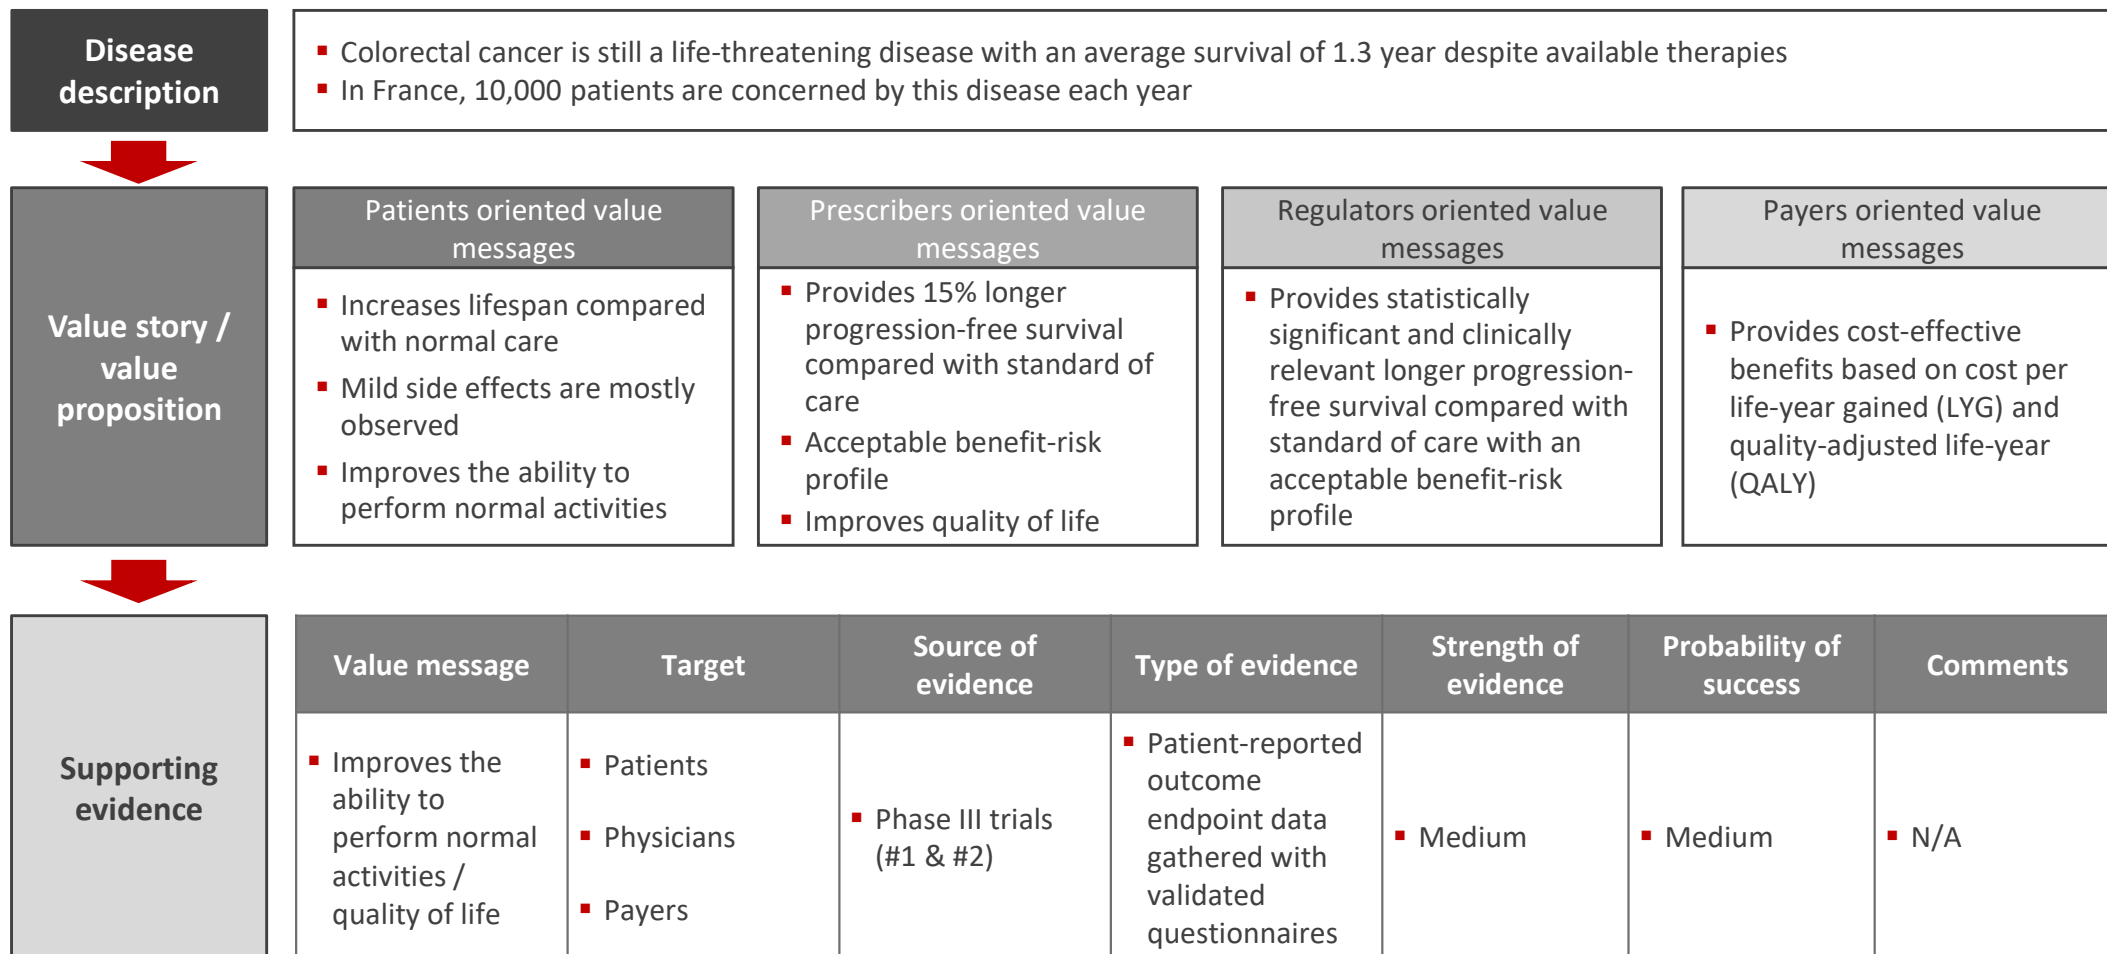 Disease
description
▪ Colorectal cancer is still a life-threatening disease with an average survival of 1.3 year despite available therapies
▪ In France, 10,000 patients are concerned by this disease each year
Value story /
value
proposition
Patients oriented value
messages
▪ Increases lifespan compared
with normal care
▪ Mild side effects are mostly
observed
▪ Improves the ability to
perform normal activities
Prescribers oriented value
messages
▪ Provides 15% longer
progression-free survival
compared with standard of
care
▪ Acceptable benefit-risk
profile
▪ Improves quality of life
Regulators oriented value
messages
▪ Provides statistically
significant and clinically
relevant longer progression-
free survival compared with
standard of care with an
acceptable benefit-risk
profile
Payers oriented value
messages
▪ Provides cost-effective
benefits based on cost per
life-year gained (LYG) and
quality-adjusted life-year
(QALY)
Supporting
evidence
Value message
Target
Source of
evidence
Type of evidence
Strength of
evidence
Probability of
success
Comments
▪ Improves the
ability to
perform normal
activities /
quality of life
▪ Patients
▪ Physicians
▪ Payers
▪ Phase III trials
(#1 & #2)
▪ Patient-reported
outcome
endpoint data
gathered with
validated
questionnaires
▪ Medium
▪ Medium
▪ N/A